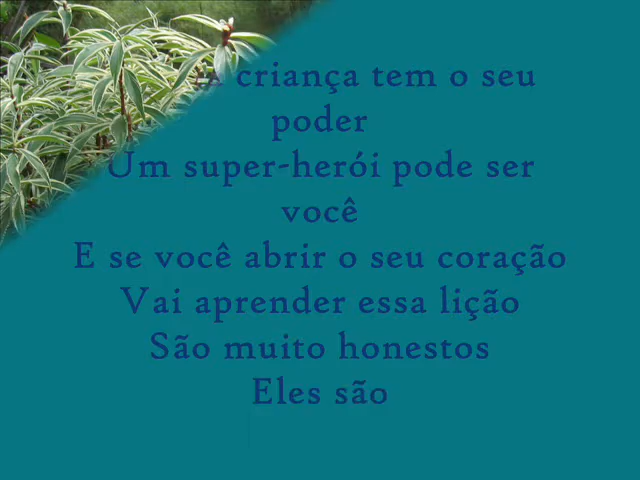 criança tem o seu
poder
Um super-herói pode ser
você
E se você abrir o seu coração
Vai aprender essa lição
São muito honestos
Eles são